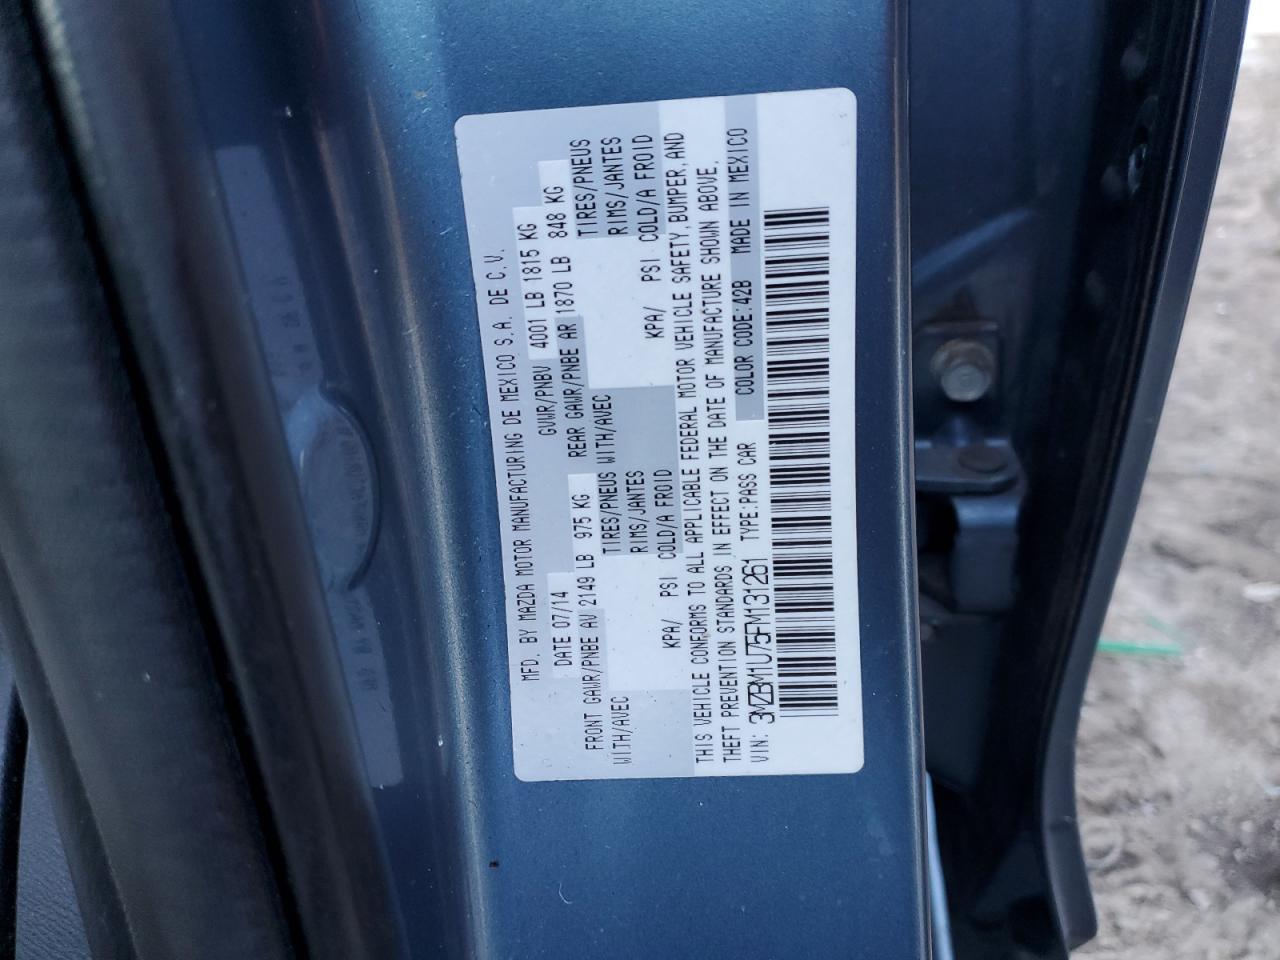 MFD. BY MAZDA MOTOR MANUFACTURING DE MEXICO S.A. DE C.V.
DATE 07/14 GVWR/PNBV 4001 LB 1815 KG
FRONT GAWR/PNBE AV 2149 LB 975 KG REAR GAWR/PNBE AR 1870 LB 848 KG
WITH/AVEC TIRES/PNEUS WITH/AVEC TIRES/PNEUS
RIMS/JANTES RIMS/JANTES
KPA/ PSI COLD/A FROID KPA/ PSI COLD/A FROID
THIS VEHICLE CONFORMS TO ALL APPLICABLE FEDERAL MOTOR VEHICLE SAFETY, BUMPER, AND
THEFT PREVENTION STANDARDS IN EFFECT ON THE DATE OF MANUFACTURE SHOWN ABOVE.
VIN: 3MZBM1U75FM131261 TYPE:PASS CAR COLOR CODE:42B MADE IN MEXICO